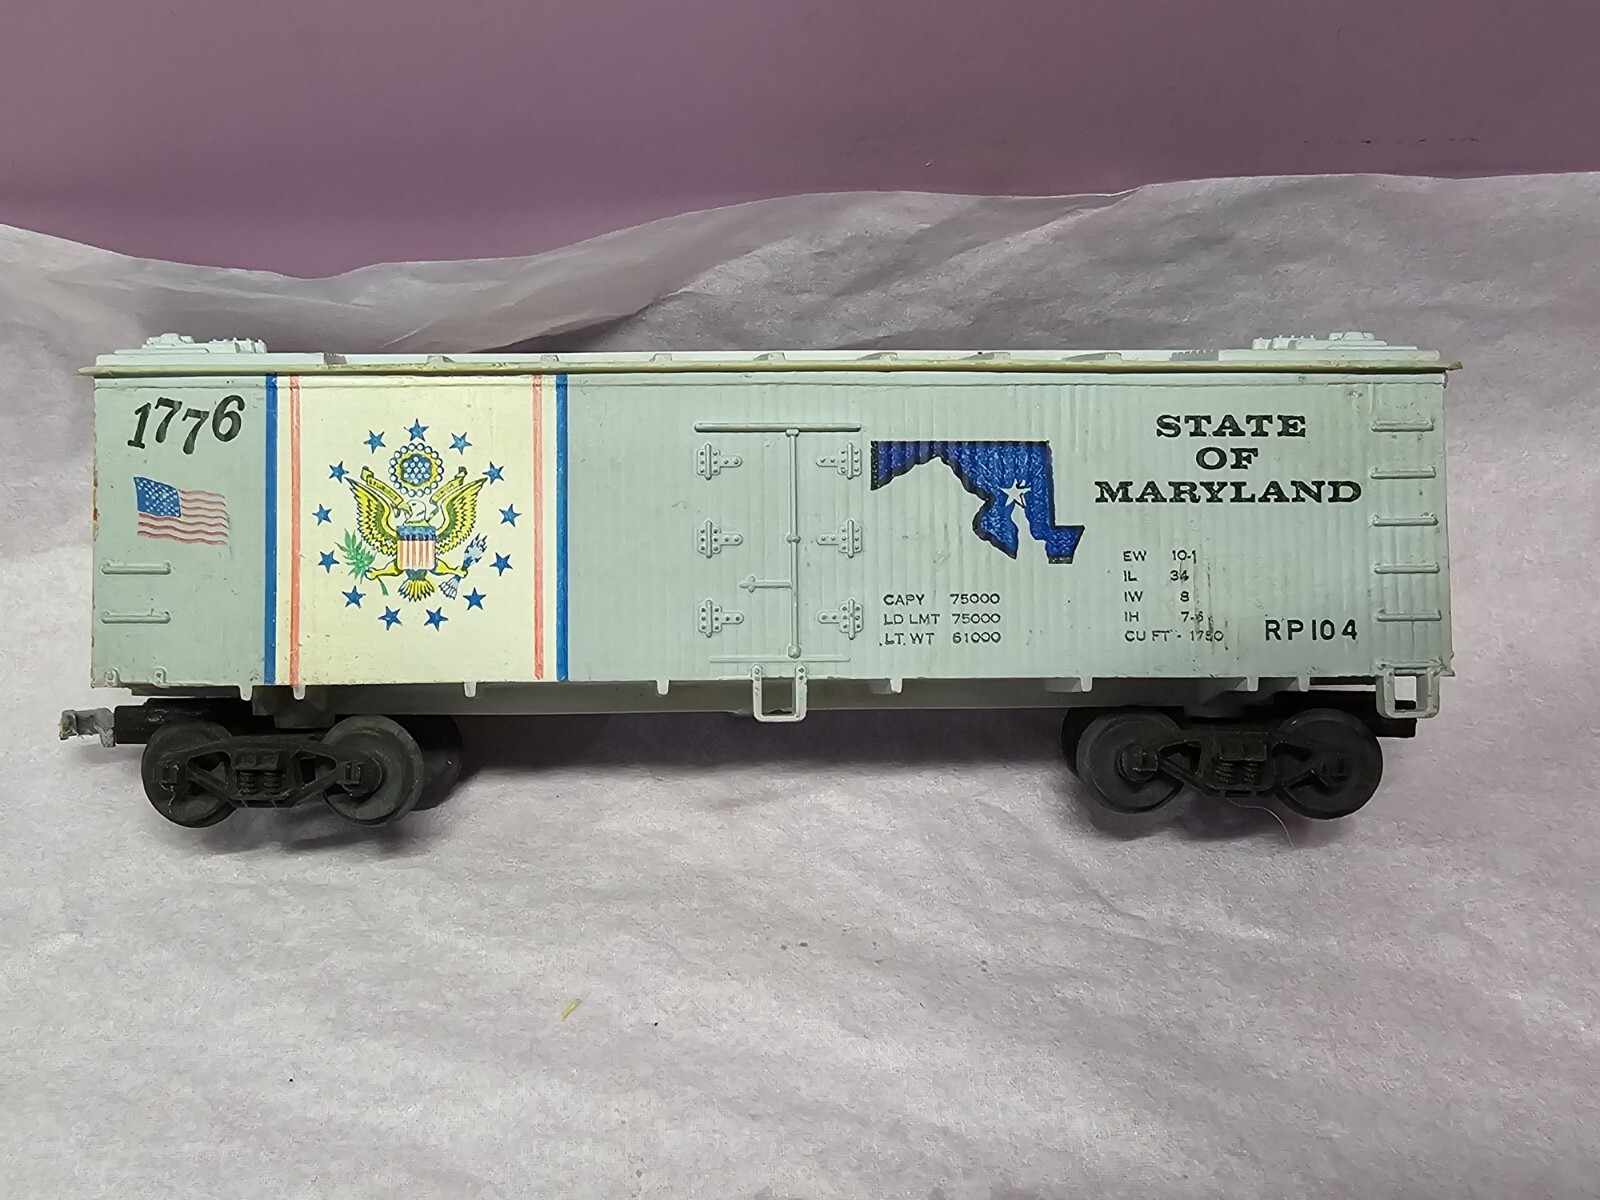 1776
STATE
OF
MARYLAND
CAPY 75000
LD LMT 75000
LT. WT 61000
EW 10-1
IL 34
IW 8
IH 7-6
CU FT - 1750
RP104